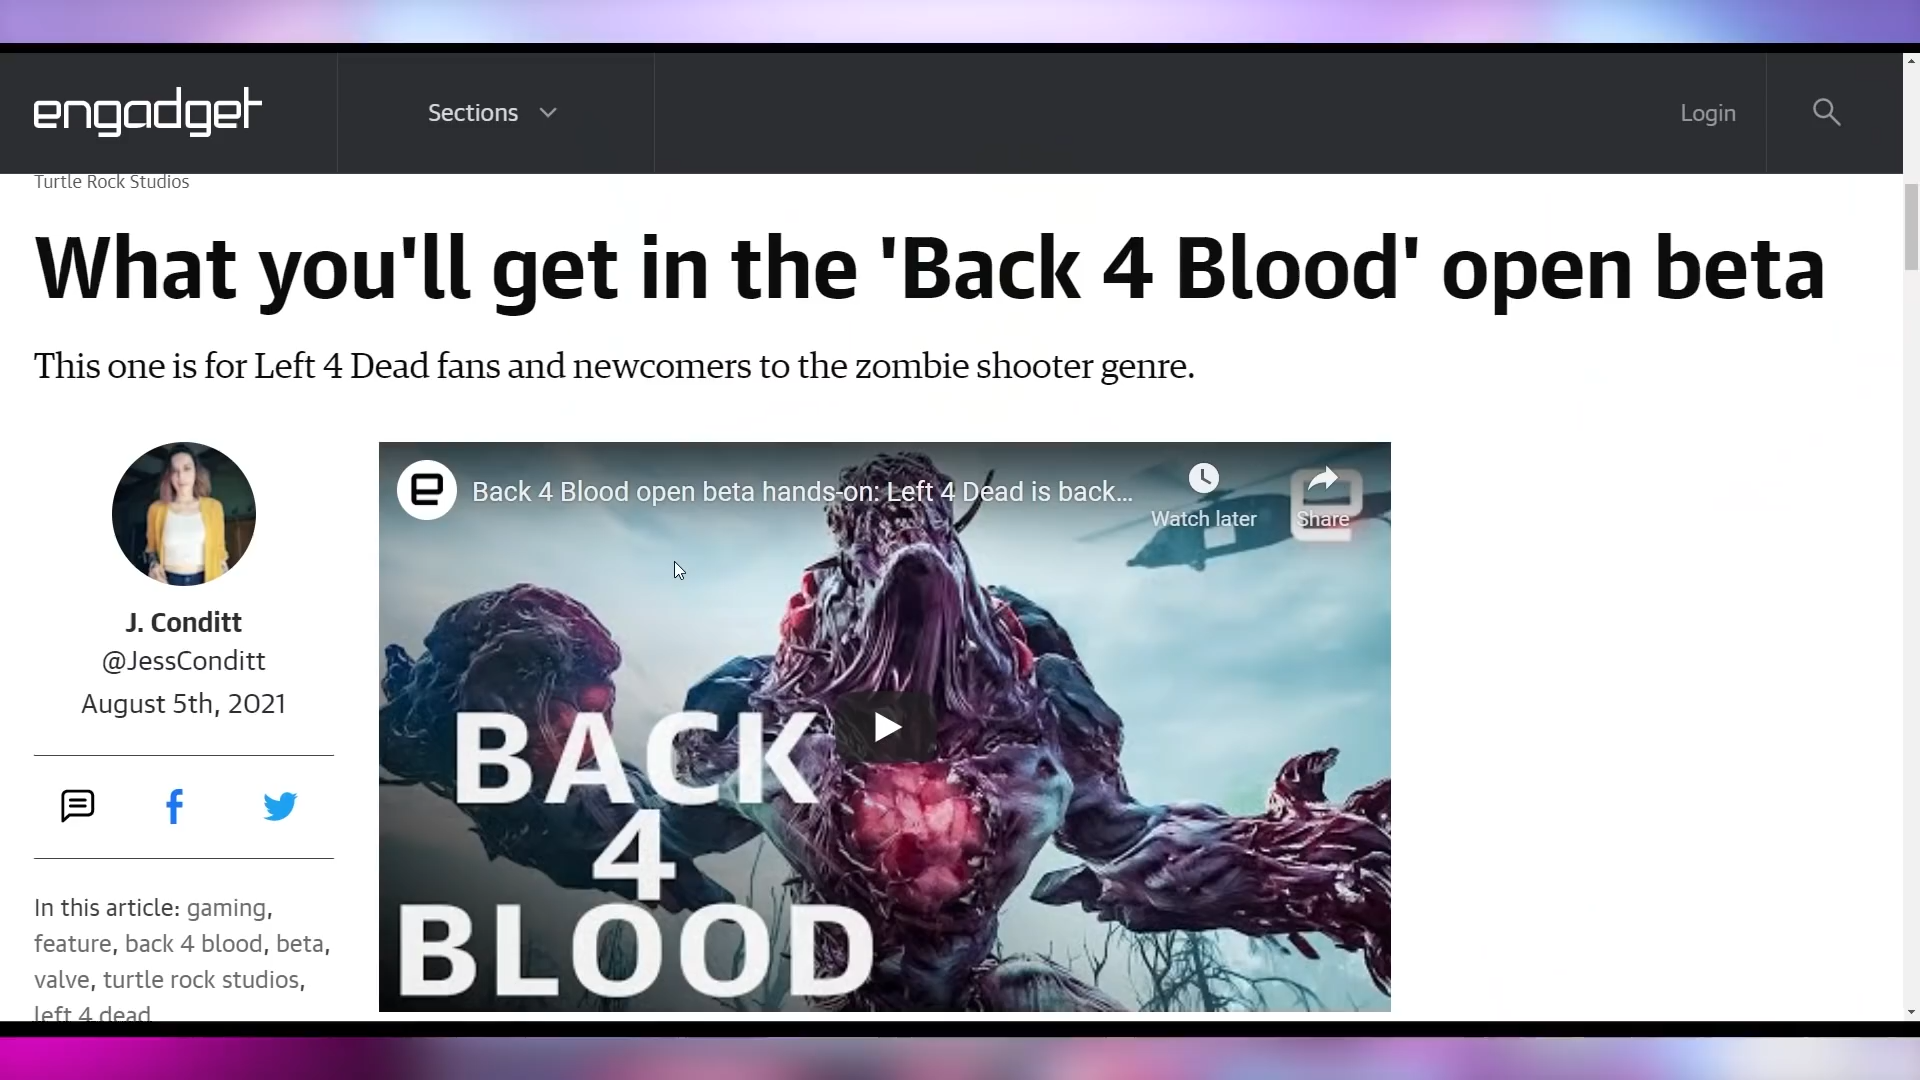 engadget
Sections
Login
Turtle Rock Studios
What you'll get in the 'Back 4 Blood' open beta
This one is for Left 4 Dead fans and newcomers to the zombie shooter genre.
J. Conditt
@JessConditt
August 5th, 2021
In this article: gaming,
feature, back 4 blood, beta,
valve, turtle rock studios,
left 4 dead
Back 4 Blood open beta hands-on: Left 4 Dead is back...
Watch later
Share
BACK
4
BLOOD